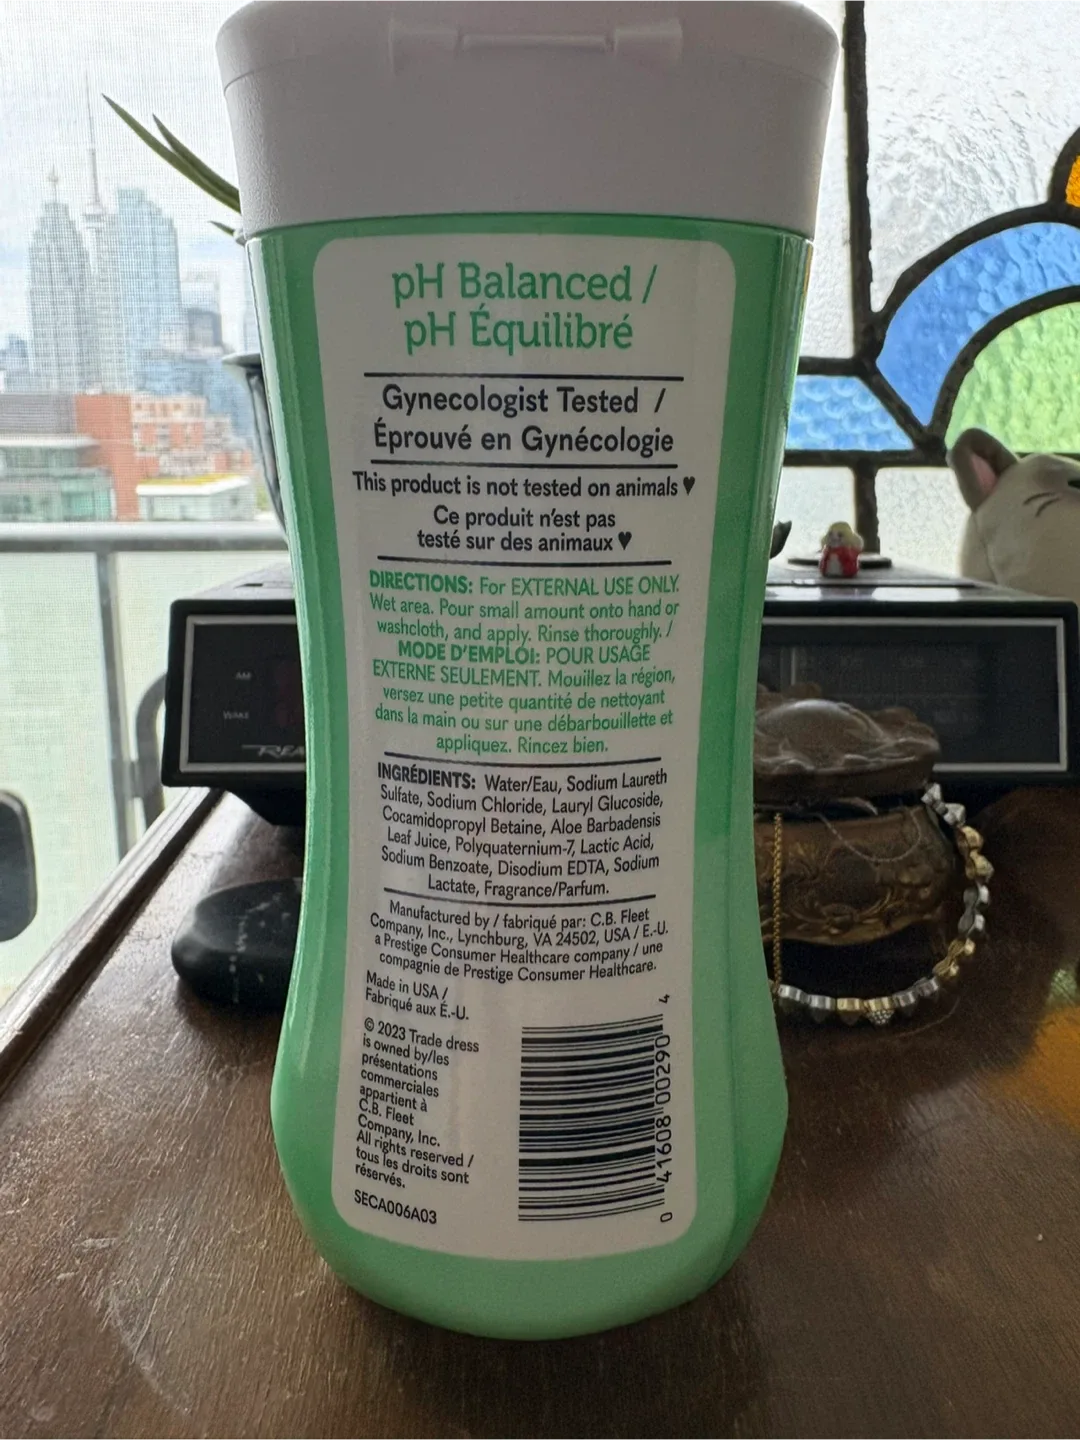 pH Balanced /
pH Équilibré
Gynecologist Tested /
Éprouvé en Gynécologie
This product is not tested on animals ♥
Ce produit n'est pas
testé sur des animaux ♥
DIRECTIONS: For EXTERNAL USE ONLY.
Wet area. Pour small amount onto hand or
washcloth, and apply. Rinse thoroughly. /
MODE D'EMPLOI: POUR USAGE
EXTERNE SEULEMENT. Mouillez la région,
versez une petite quantité de nettoyant
dans la main ou sur une débarbouillette et
appliquez. Rincez bien.
INGRÉDIENTS: Water/Eau, Sodium Laureth
Sulfate, Sodium Chloride, Lauryl Glucoside,
Cocamidopropyl Betaine, Aloe Barbadensis
Leaf Juice, Polyquaternium-7, Lactic Acid,
Sodium Benzoate, Disodium EDTA, Sodium
Lactate, Fragrance/Parfum.
Manufactured by / fabriqué par: C.B. Fleet
Company, Inc., Lynchburg, VA 24502, USA / E.-U.
a Prestige Consumer Healthcare company / une
compagnie de Prestige Consumer Healthcare.
Made in USA /
Fabriqué aux É.-U.
© 2023 Trade dress
is owned by/les
présentations
commerciales
appartient à
C.B. Fleet
Company, Inc.
All rights reserved /
tous les droits sont
réservés.
SECA006A03
0 41608 00290 4
AM
WAKE